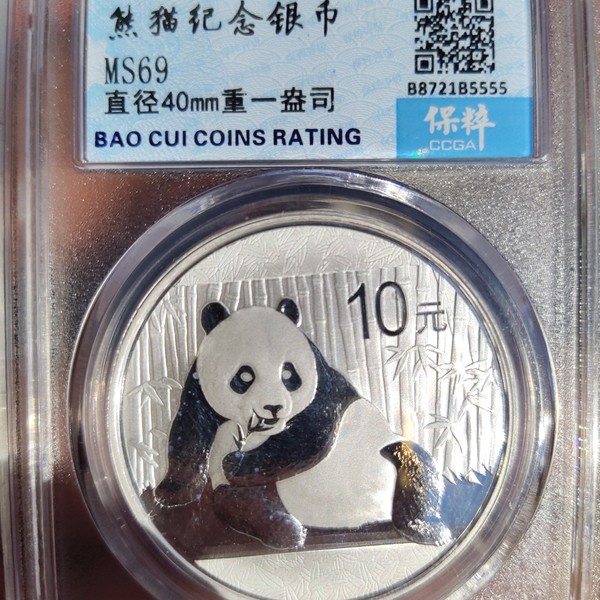 熊猫纪念银币
MS69
直径40mm重一盎司
BAO CUI COINS RATING
B8721B5555
保粹
CCGA
10元